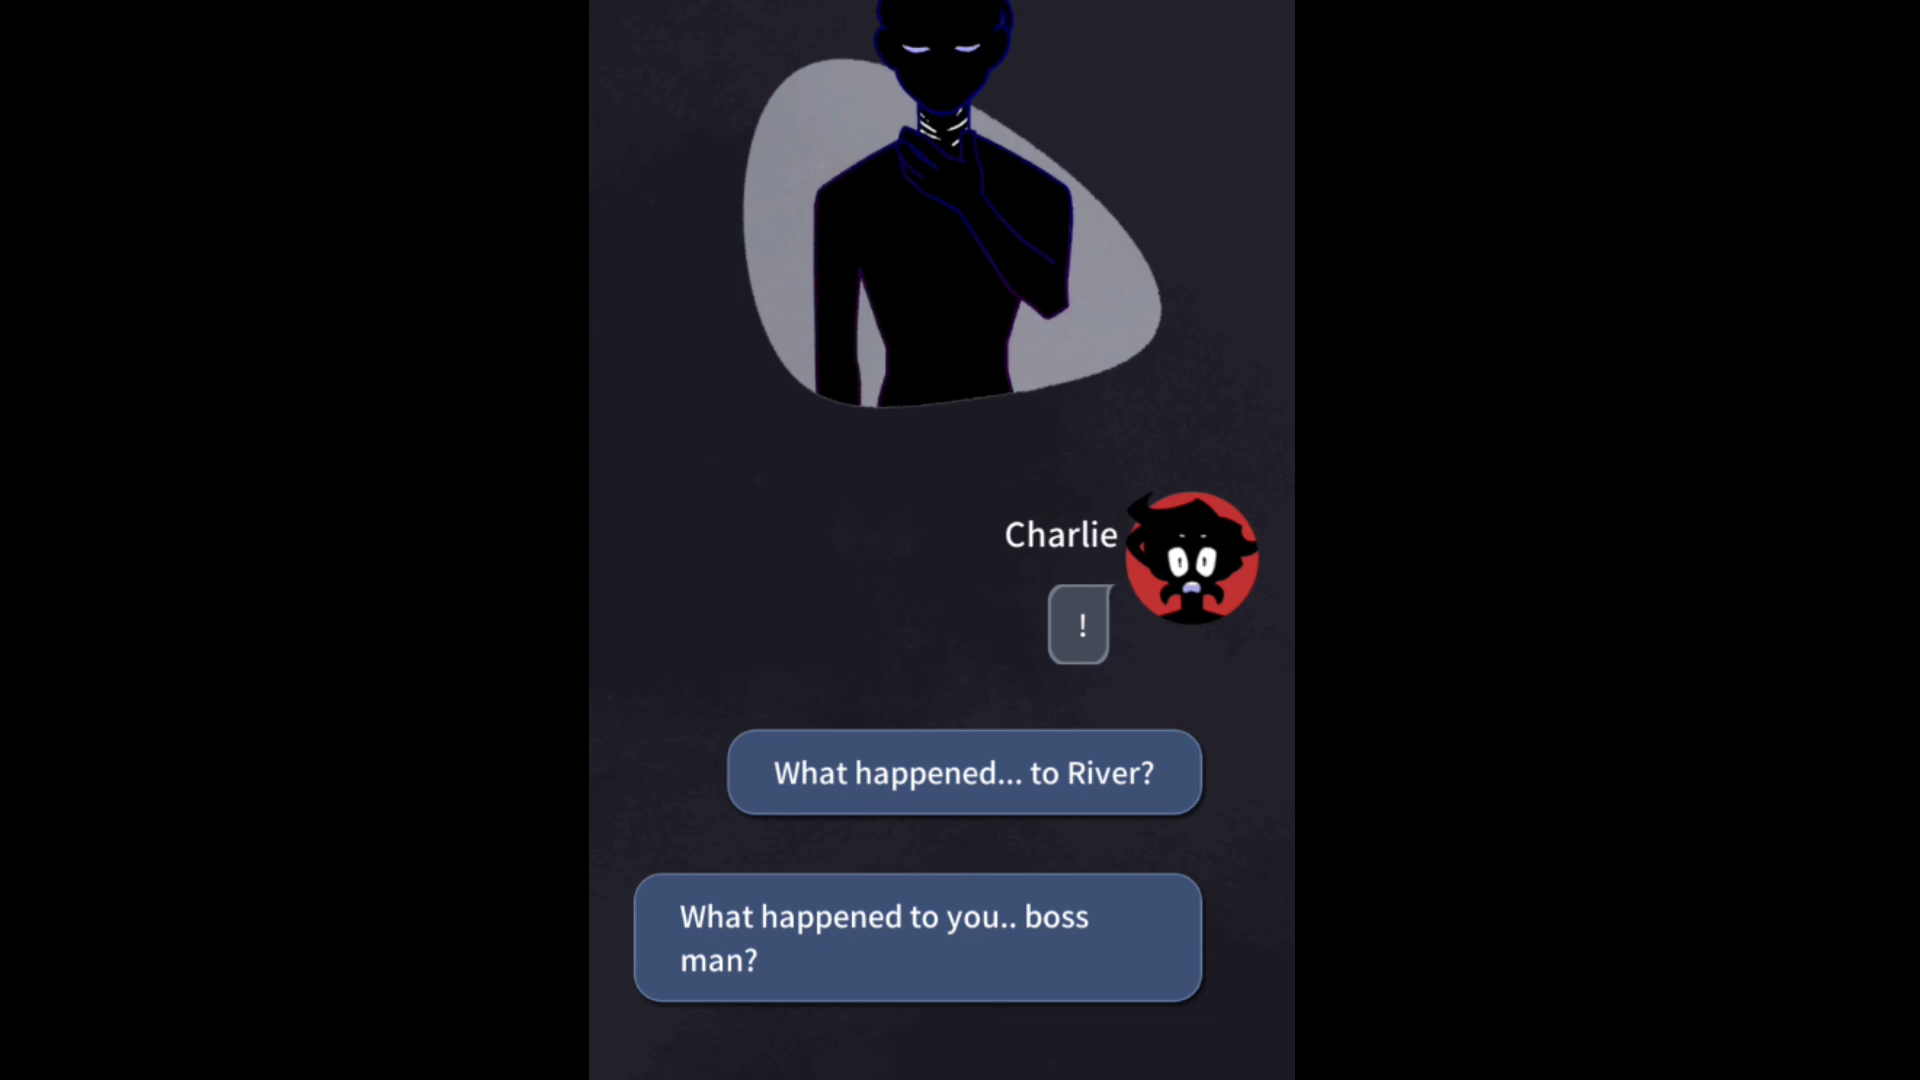 Charlie
!
What happened... to River?
What happened to you.. boss
man?